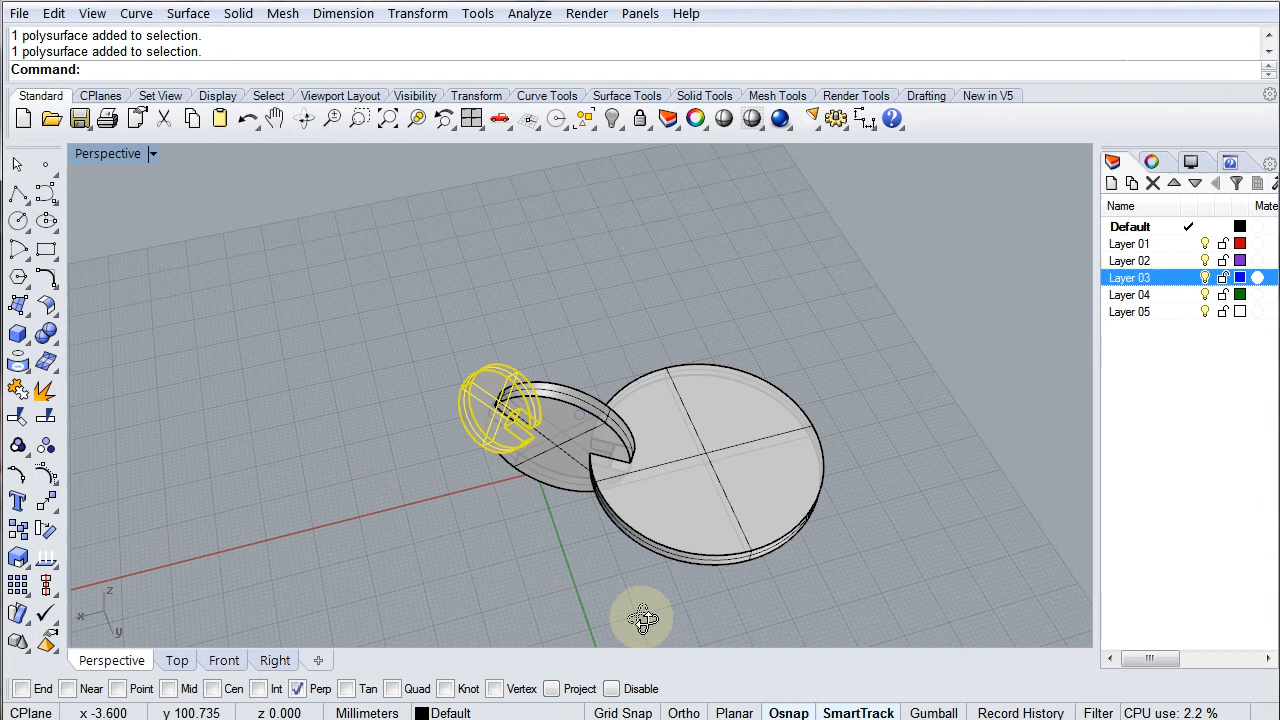 File Edit View Curve Surface Solid Mesh Dimension Transform Tools Analyze Render Panels Help
1 polysurface added to selection.
1 polysurface added to selection.
Command:
Standard CPlanes Set View Display Select Viewport Layout Visibility Transform Curve Tools Surface Tools Solid Tools Mesh Tools Render Tools Drafting New in V5
Perspective
Name Mate
Default
Layer 01
Layer 02
Layer 03
Layer 04
Layer 05
z
x
y
Perspective Top Front Right
End Near Point Mid Cen Int Perp Tan Quad Knot Vertex Project Disable
CPlane x -3.600 y 100.735 z 0.000 Millimeters Default Grid Snap Ortho Planar Osnap SmartTrack Gumball Record History Filter CPU use: 2.2 %